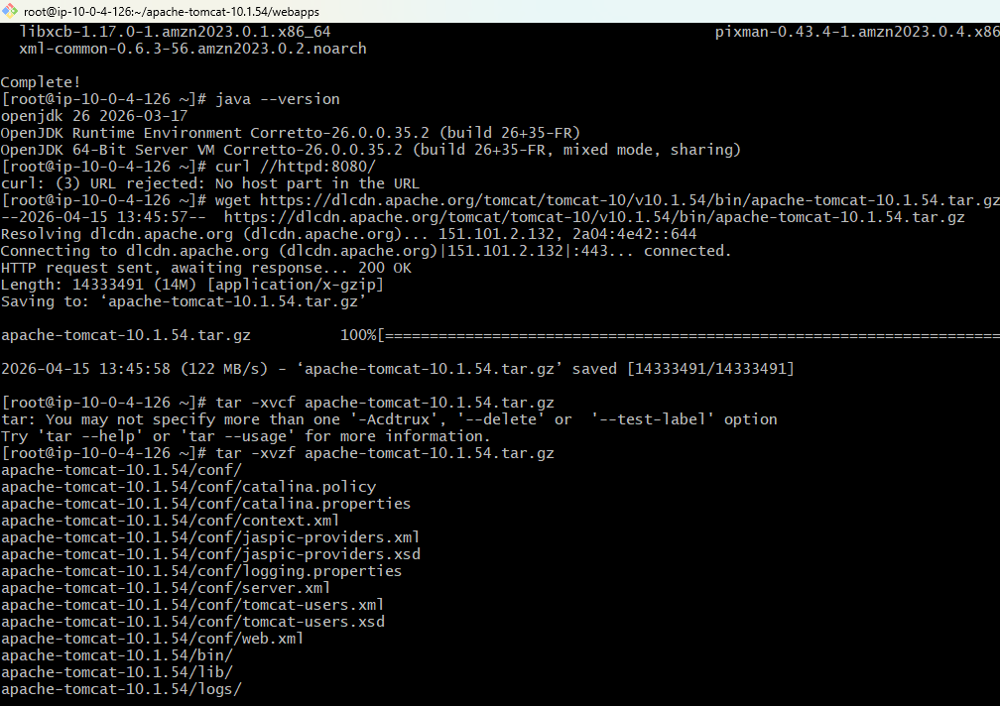 root@ip-10-0-4-126:~/apache-tomcat-10.1.54/webapps
libxcb-1.17.0-1.amzn2023.0.1.x86_64 pixman-0.43.4-1.amzn2023.0.4.x86
xml-common-0.6.3-56.amzn2023.0.2.noarch
Complete!
[root@ip-10-0-4-126 ~]# java --version
openjdk 26 2026-03-17
OpenJDK Runtime Environment Corretto-26.0.0.35.2 (build 26+35-FR)
OpenJDK 64-Bit Server VM Corretto-26.0.0.35.2 (build 26+35-FR, mixed mode, sharing)
[root@ip-10-0-4-126 ~]# curl //httpd:8080/
curl: (3) URL rejected: No host part in the URL
[root@ip-10-0-4-126 ~]# wget https://dlcdn.apache.org/tomcat/tomcat-10/v10.1.54/bin/apache-tomcat-10.1.54.tar.gz
--2026-04-15 13:45:57--  https://dlcdn.apache.org/tomcat/tomcat-10/v10.1.54/bin/apache-tomcat-10.1.54.tar.gz
Resolving dlcdn.apache.org (dlcdn.apache.org)... 151.101.2.132, 2a04:4e42::644
Connecting to dlcdn.apache.org (dlcdn.apache.org)|151.101.2.132|:443... connected.
HTTP request sent, awaiting response... 200 OK
Length: 14333491 (14M) [application/x-gzip]
Saving to: ‘apache-tomcat-10.1.54.tar.gz’
apache-tomcat-10.1.54.tar.gz 100%[=====================================================================
2026-04-15 13:45:58 (122 MB/s) - ‘apache-tomcat-10.1.54.tar.gz’ saved [14333491/14333491]
[root@ip-10-0-4-126 ~]# tar -xvcf apache-tomcat-10.1.54.tar.gz
tar: You may not specify more than one '-Acdtrux', '--delete' or  '--test-label' option
Try 'tar --help' or 'tar --usage' for more information.
[root@ip-10-0-4-126 ~]# tar -xvzf apache-tomcat-10.1.54.tar.gz
apache-tomcat-10.1.54/conf/
apache-tomcat-10.1.54/conf/catalina.policy
apache-tomcat-10.1.54/conf/catalina.properties
apache-tomcat-10.1.54/conf/context.xml
apache-tomcat-10.1.54/conf/jaspic-providers.xml
apache-tomcat-10.1.54/conf/jaspic-providers.xsd
apache-tomcat-10.1.54/conf/logging.properties
apache-tomcat-10.1.54/conf/server.xml
apache-tomcat-10.1.54/conf/tomcat-users.xml
apache-tomcat-10.1.54/conf/tomcat-users.xsd
apache-tomcat-10.1.54/conf/web.xml
apache-tomcat-10.1.54/bin/
apache-tomcat-10.1.54/lib/
apache-tomcat-10.1.54/logs/